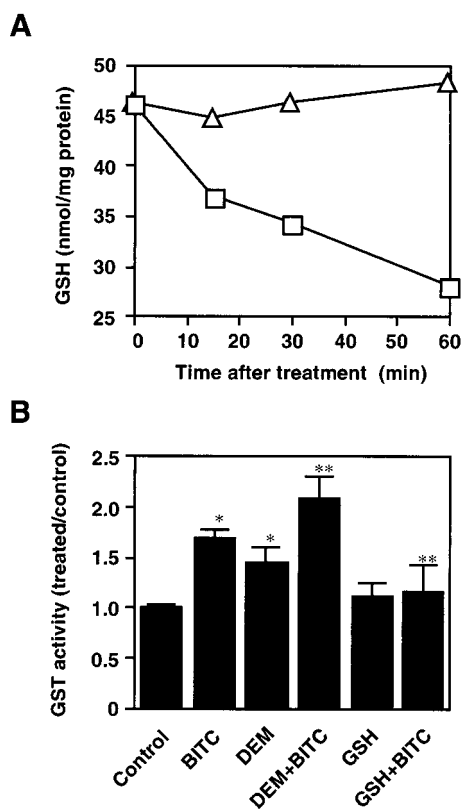 A
50
45
40
35
30
25
GSH (nmol/mg protein)
0 10 20 30 40 50 60
Time after treatment (min)
B
2.5
2.0
1.5
1.0
0.5
0
GST activity (treated/control)
* * ** **
Control BITC DEM DEM+BITC GSH GSH+BITC